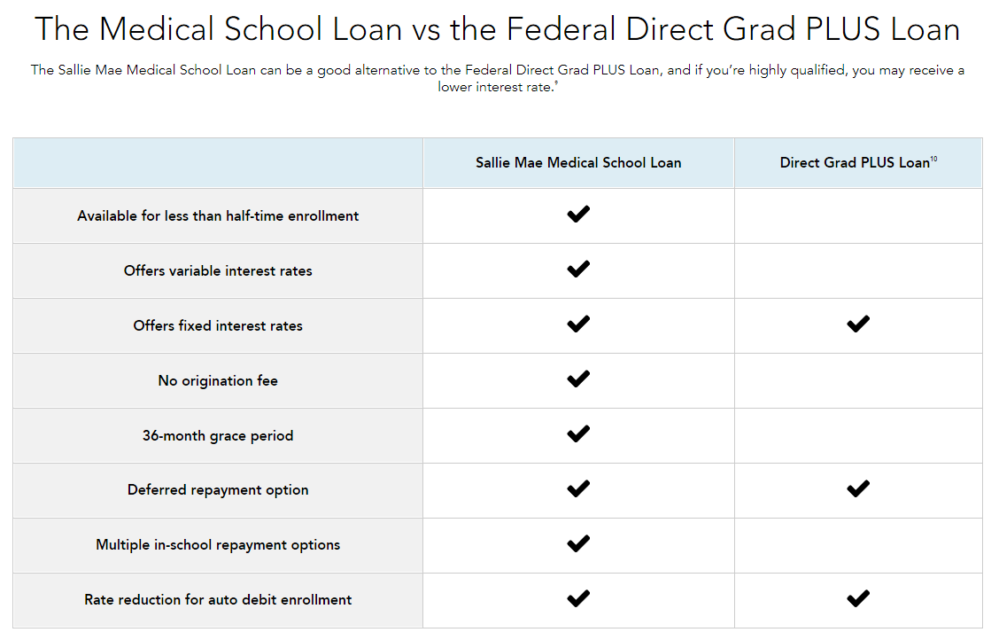 The Medical School Loan vs the Federal Direct Grad PLUS Loan
The Sallie Mae Medical School Loan can be a good alternative to the Federal Direct Grad PLUS Loan, and if you’re highly qualified, you may receive a
lower interest rate.⁹
Sallie Mae Medical School Loan
Direct Grad PLUS Loan¹⁰
Available for less than half-time enrollment
✔
Offers variable interest rates
✔
Offers fixed interest rates
✔ ✔
No origination fee
✔
36-month grace period
✔
Deferred repayment option
✔ ✔
Multiple in-school repayment options
✔
Rate reduction for auto debit enrollment
✔ ✔